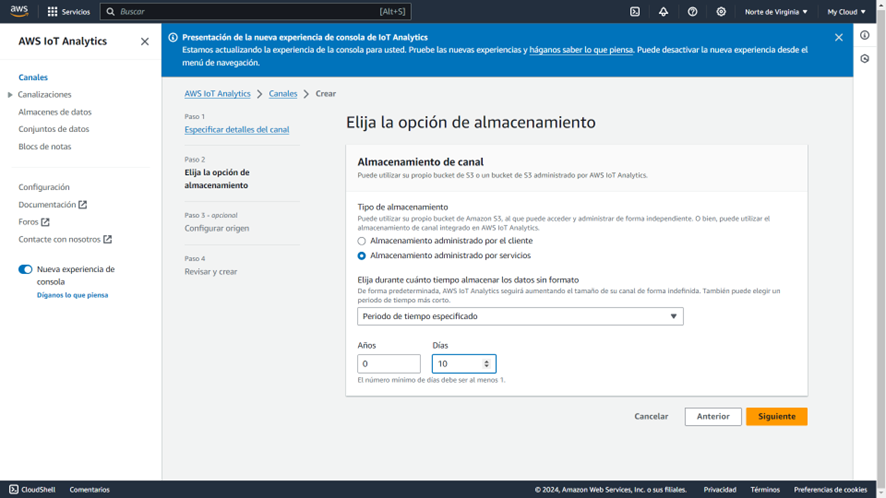 aws
Servicios
Buscar
[Alt+S]
Norte de Virginia
My Cloud
AWS IoT Analytics
Canales
Canalizaciones
Almacenes de datos
Conjuntos de datos
Blocs de notas
Configuración
Documentación
Foros
Contacte con nosotros
Nueva experiencia de
consola
Díganos lo que piensa
Presentación de la nueva experiencia de consola de IoT Analytics
Estamos actualizando la experiencia de la consola para usted. Pruebe las nuevas experiencias y háganos saber lo que piensa. Puede desactivar la nueva experiencia desde el
menú de navegación.
AWS IoT Analytics
Canales
Crear
Paso 1
Especificar detalles del canal
Paso 2
Elija la opción de
almacenamiento
Paso 3 - opcional
Configurar origen
Paso 4
Revisar y crear
Elija la opción de almacenamiento
Almacenamiento de canal
Puede utilizar su propio bucket de S3 o un bucket de S3 administrado por AWS IoT Analytics.
Tipo de almacenamiento
Puede utilizar su propio bucket de Amazon S3, al que puede acceder y administrar de forma independiente. O bien, puede utilizar el
almacenamiento de canal integrado en AWS IoT Analytics.
Almacenamiento administrado por el cliente
Almacenamiento administrado por servicios
Elija durante cuánto tiempo almacenar los datos sin formato
De forma predeterminada, AWS IoT Analytics seguirá aumentando el tamaño de su canal de forma indefinida. También puede elegir un
periodo de tiempo más corto.
Periodo de tiempo especificado
Años
Días
0
10
El número mínimo de días debe ser al menos 1.
Cancelar
Anterior
Siguiente
CloudShell
Comentarios
© 2024, Amazon Web Services, Inc. o sus filiales.
Privacidad
Términos
Preferencias de cookies